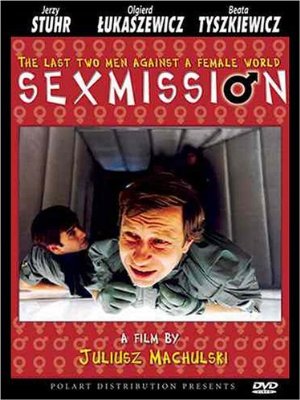 Jerzy Olgierd Beata
STUHR ŁUKASZEWICZ TYSZKIEWICZ
THE LAST TWO MEN AGAINST A FEMALE WORLD
SEXMISSION
A FILM BY
JULIUSZ MACHULSKI
POLART DISTRIBUTION PRESENTS
DVD
VIDEO